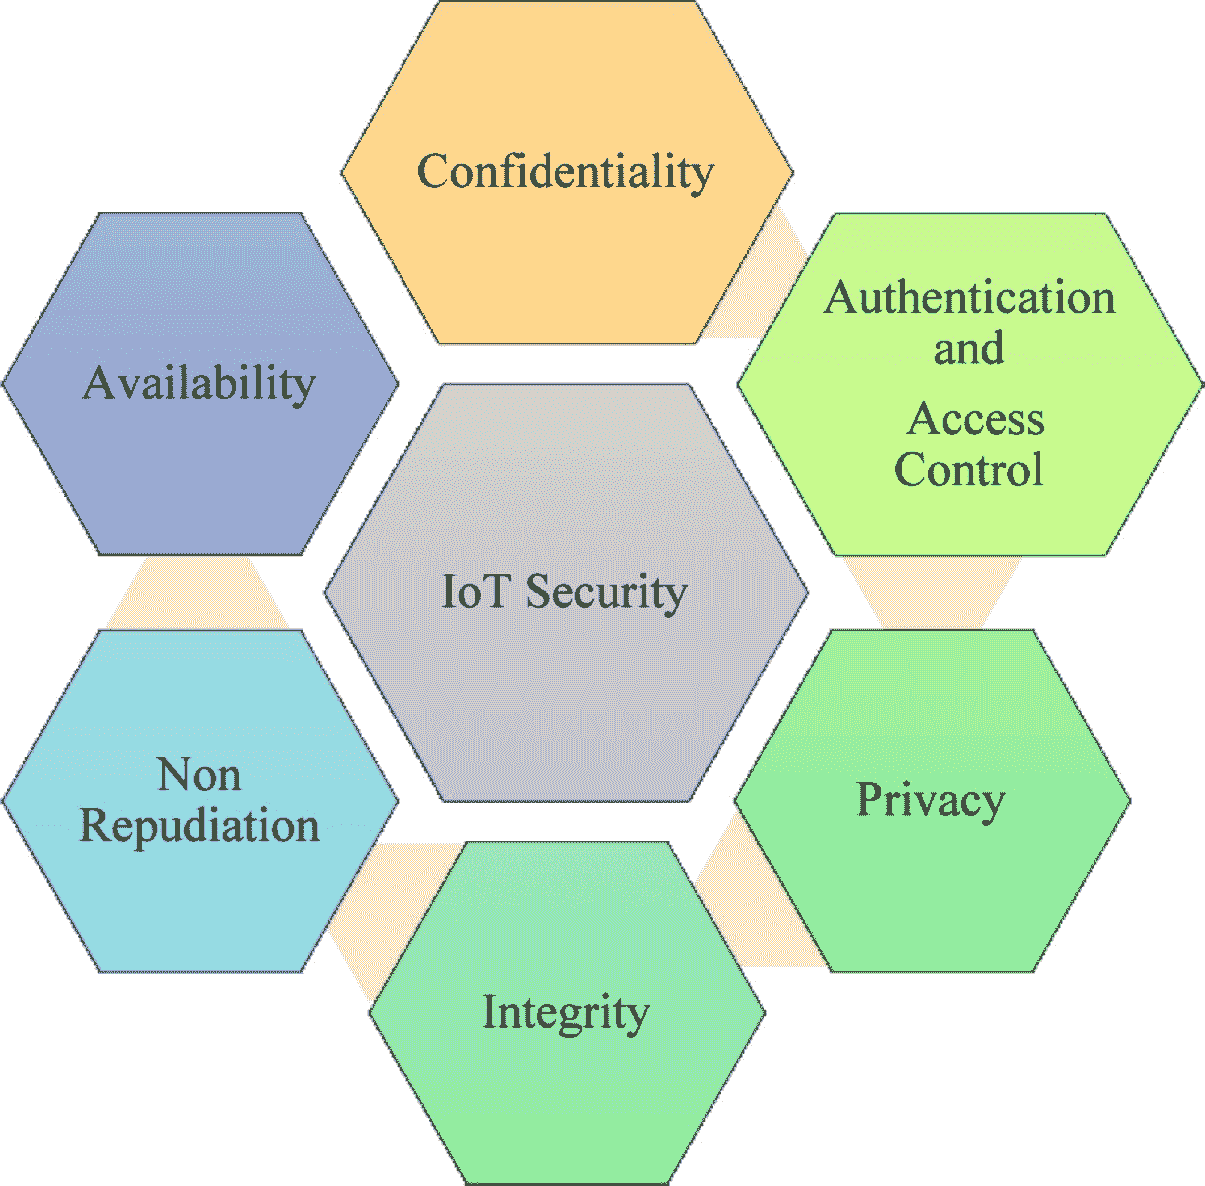 Confidentiality
Authentication
and
Access
Control
Availability
IoT Security
Non
Repudiation
Privacy
Integrity